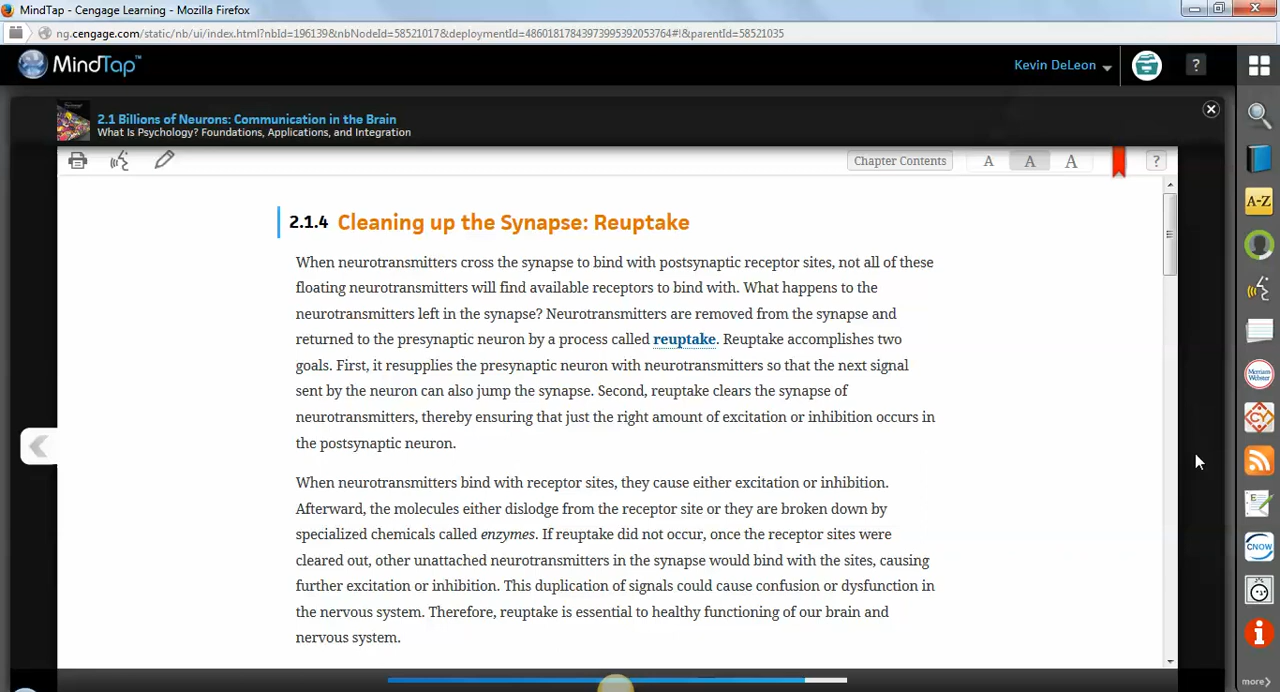 MindTap - Cengage Learning - Mozilla Firefox
ng.cengage.com/static/nb/ui/index.html?nbId=196139&nbNodeId=58521017&deploymentId=48601817843973995392053764#!&parentId=58521035
MindTap™
Kevin DeLeon
?
2.1 Billions of Neurons: Communication in the Brain
What Is Psychology? Foundations, Applications, and Integration
Chapter Contents A A A ?
A-Z
2.1.4 Cleaning up the Synapse: Reuptake
When neurotransmitters cross the synapse to bind with postsynaptic receptor sites, not all of these
floating neurotransmitters will find available receptors to bind with. What happens to the
neurotransmitters left in the synapse? Neurotransmitters are removed from the synapse and
returned to the presynaptic neuron by a process called reuptake. Reuptake accomplishes two
goals. First, it resupplies the presynaptic neuron with neurotransmitters so that the next signal
sent by the neuron can also jump the synapse. Second, reuptake clears the synapse of
neurotransmitters, thereby ensuring that just the right amount of excitation or inhibition occurs in
the postsynaptic neuron.
When neurotransmitters bind with receptor sites, they cause either excitation or inhibition.
Afterward, the molecules either dislodge from the receptor site or they are broken down by
specialized chemicals called enzymes. If reuptake did not occur, once the receptor sites were
cleared out, other unattached neurotransmitters in the synapse would bind with the sites, causing
further excitation or inhibition. This duplication of signals could cause confusion or dysfunction in
the nervous system. Therefore, reuptake is essential to healthy functioning of our brain and
nervous system.
Merriam
Webster
CY
E
CNOW
i
more